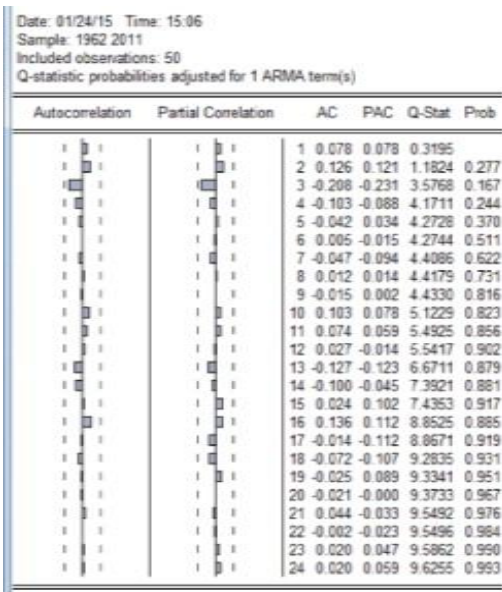 Date: 01/24/15 Time: 15:06
Sample: 1962 2011
Included observations: 50
Q-statistic probabilities adjusted for 1 ARMA term(s)
Autocorrelation Partial Correlation AC PAC Q-Stat Prob
1 0.078 0.078 0.3195
2 0.126 0.121 1.1824 0.277
3 -0.208 -0.231 3.5768 0.167
4 -0.103 -0.088 4.1711 0.244
5 -0.042 0.034 4.2728 0.370
6 0.005 -0.015 4.2744 0.511
7 -0.047 -0.094 4.4086 0.622
8 0.012 0.014 4.4179 0.731
9 -0.015 0.002 4.4330 0.816
10 0.103 0.078 5.1229 0.823
11 0.074 0.059 5.4925 0.856
12 0.027 -0.014 5.5417 0.902
13 -0.127 -0.123 6.6711 0.879
14 -0.100 -0.045 7.3921 0.881
15 0.024 0.102 7.4353 0.917
16 0.136 0.112 8.8525 0.885
17 -0.014 -0.112 8.8671 0.919
18 -0.072 -0.107 9.2835 0.931
19 -0.025 0.089 9.3341 0.951
20 -0.021 -0.000 9.3733 0.967
21 0.044 -0.033 9.5492 0.976
22 -0.002 -0.023 9.5496 0.984
23 0.020 0.047 9.5862 0.990
24 0.020 0.059 9.6255 0.993